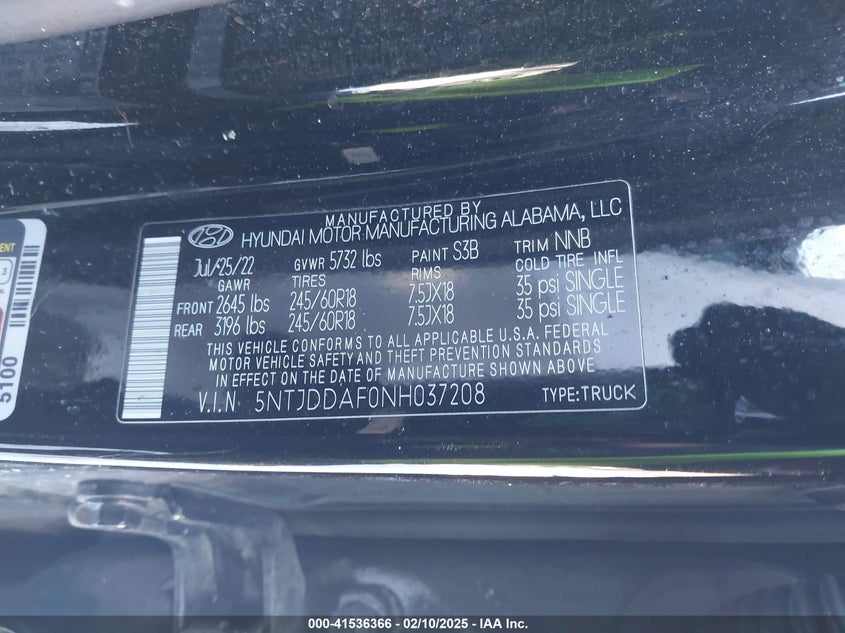 MANUFACTURED BY
HYUNDAI MOTOR MANUFACTURING ALABAMA, LLC
Jul/25/22 GVWR 5732 lbs PAINT S3B TRIM NNB
GAWR TIRES RIMS COLD TIRE INFL
FRONT 2645 lbs 245/60R18 7.5JX18 35 psi SINGLE
REAR 3196 lbs 245/60R18 7.5JX18 35 psi SINGLE
THIS VEHICLE CONFORMS TO ALL APPLICABLE U.S.A. FEDERAL
MOTOR VEHICLE SAFETY AND THEFT PREVENTION STANDARDS
IN EFFECT ON THE DATE OF MANUFACTURE SHOWN ABOVE
V.I.N 5NTJDDAF0NH037208 TYPE:TRUCK
5100
000-41536366 - 02/10/2025 - IAA Inc.